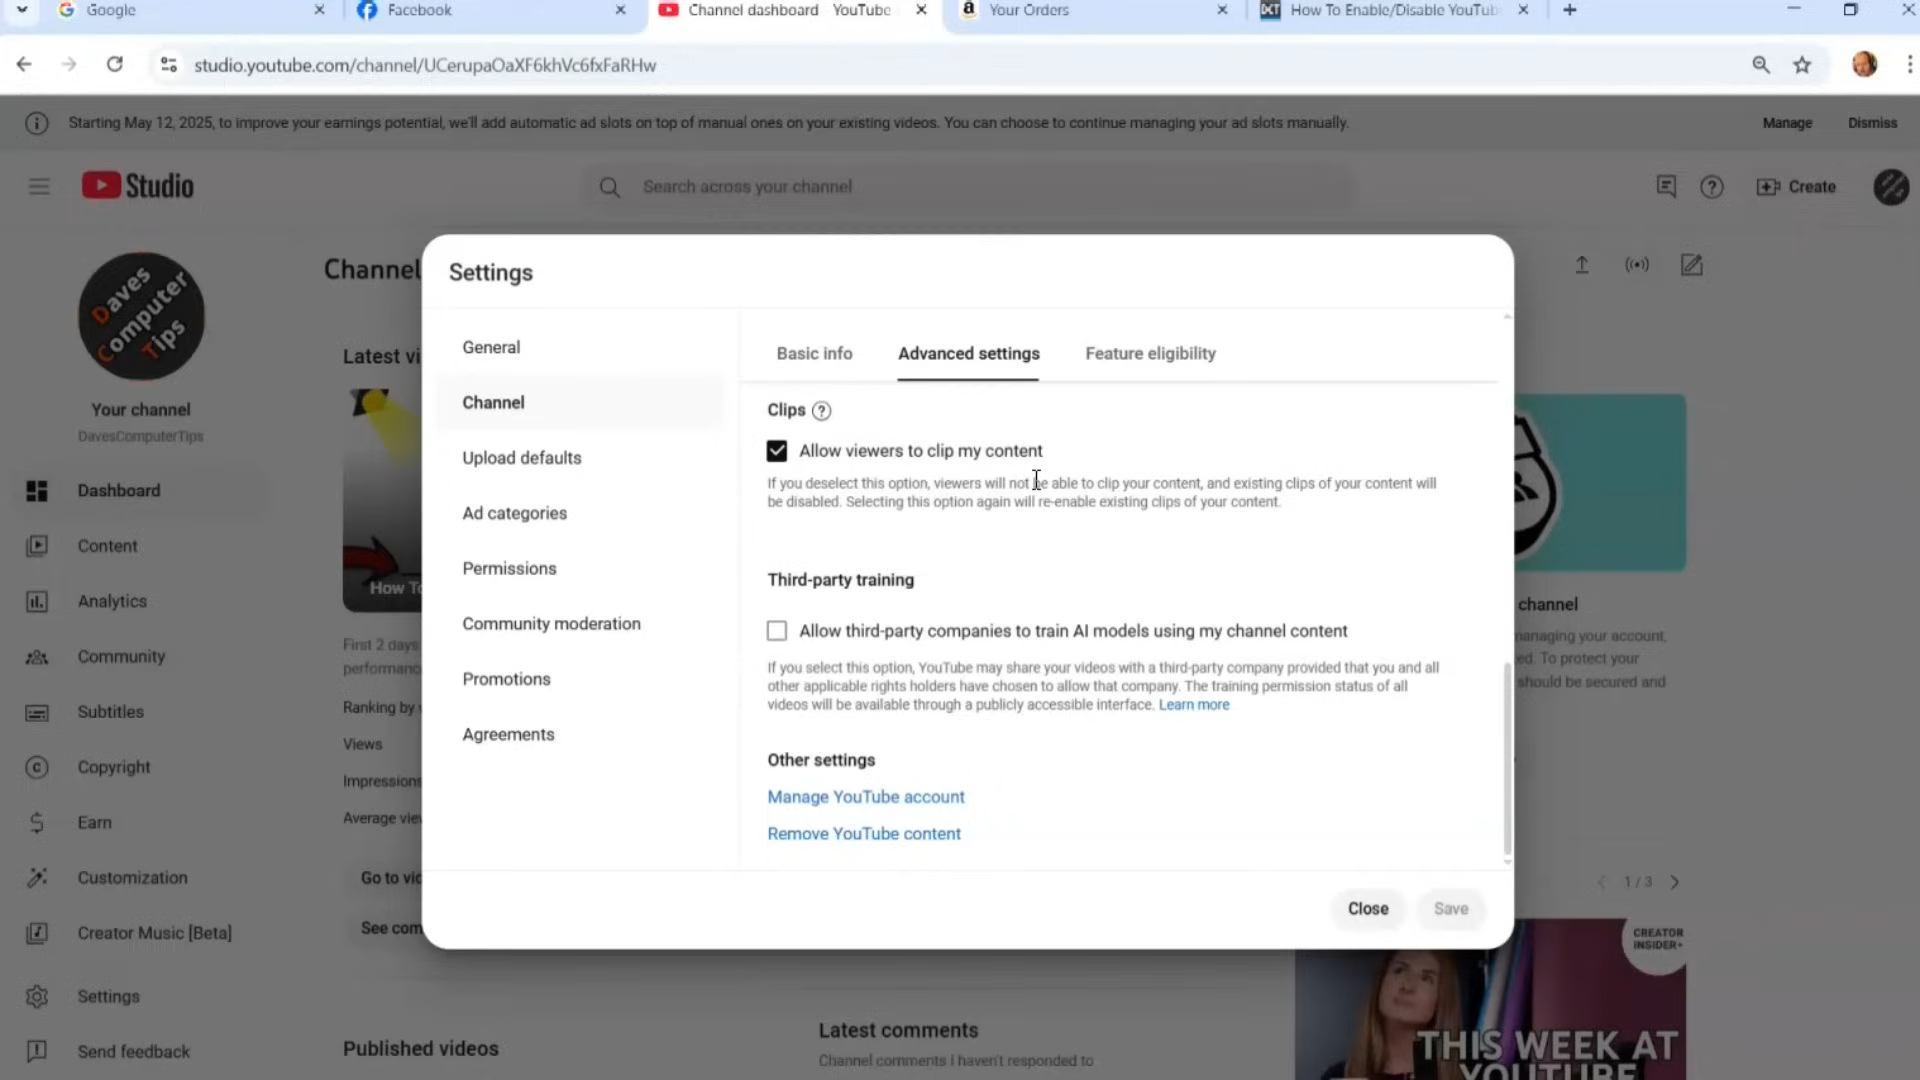 Google
Facebook
Channel dashboard - YouTube
Your Orders
How To Enable/Disable YouTub
studio.youtube.com/channel/UCerupaOaXF6khVc6fxFaRHw
Starting May 12, 2025, to improve your earnings potential, we'll add automatic ad slots on top of manual ones on your existing videos. You can choose to continue managing your ad slots manually.
Manage
Dismiss
Studio
Search across your channel
Create
Daves
Computer
Tips
Your channel
DavesComputerTips
Dashboard
Content
Analytics
Community
Subtitles
Copyright
Earn
Customization
Creator Music [Beta]
Settings
Send feedback
Channel
Latest vi
How To
First 2 days
performanc
Ranking by
Views
Impressions
Average vie
Go to vid
See com
Published videos
Settings
General
Channel
Upload defaults
Ad categories
Permissions
Community moderation
Promotions
Agreements
Basic info
Advanced settings
Feature eligibility
Clips
Allow viewers to clip my content
If you deselect this option, viewers will not be able to clip your content, and existing clips of your content will
be disabled. Selecting this option again will re-enable existing clips of your content.
Third-party training
Allow third-party companies to train AI models using my channel content
If you select this option, YouTube may share your videos with a third-party company provided that you and all
other applicable rights holders have chosen to allow that company. The training permission status of all
videos will be available through a publicly accessible interface. Learn more
Other settings
Manage YouTube account
Remove YouTube content
Close
Save
channel
managing your account,
ed. To protect your
should be secured and
1 / 3
Latest comments
Channel comments I haven't responded to
CREATOR
INSIDER+
THIS WEEK AT
YOUTUBE